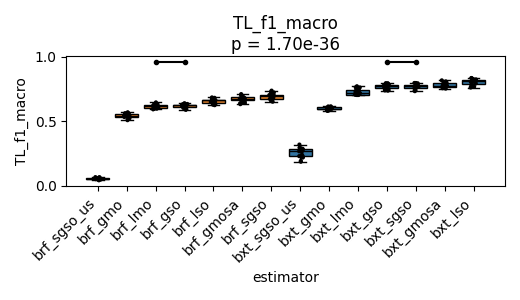 TL_f1_macro
p = 1.70e-36
TL_f1_macro
1.0
0.5
0.0
brf_sgso_us
brf_gmo
brf_lmo
brf_gso
brf_lso
brf_gmosa
brf_sgso
bxt_sgso_us
bxt_gmo
bxt_lmo
bxt_gso
bxt_sgso
bxt_gmosa
bxt_lso
estimator